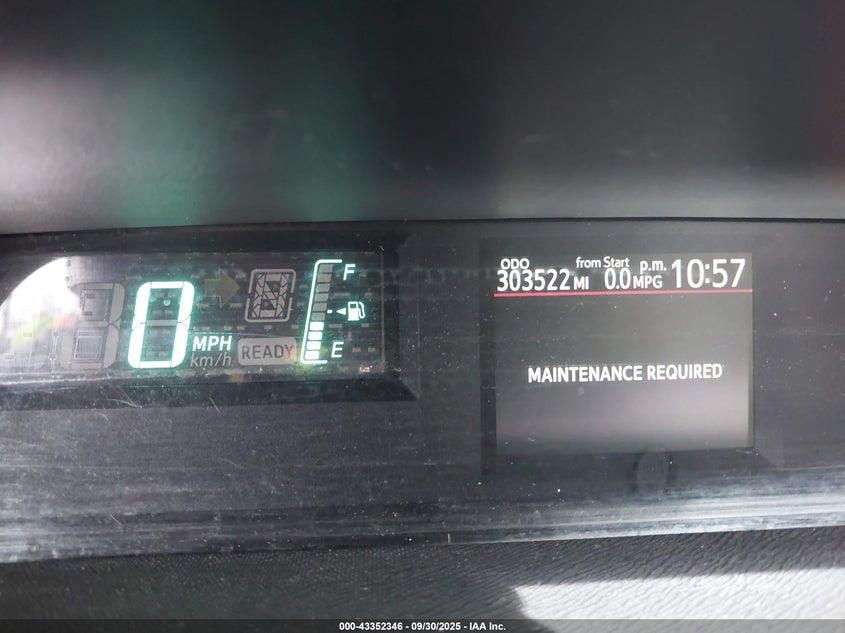 0
MPH
km/h
READY
F
E
ODO
303522 MI
from Start
0.0 MPG
p.m. 10:57
MAINTENANCE REQUIRED
000-43352346 - 09/30/2025 - IAA Inc.